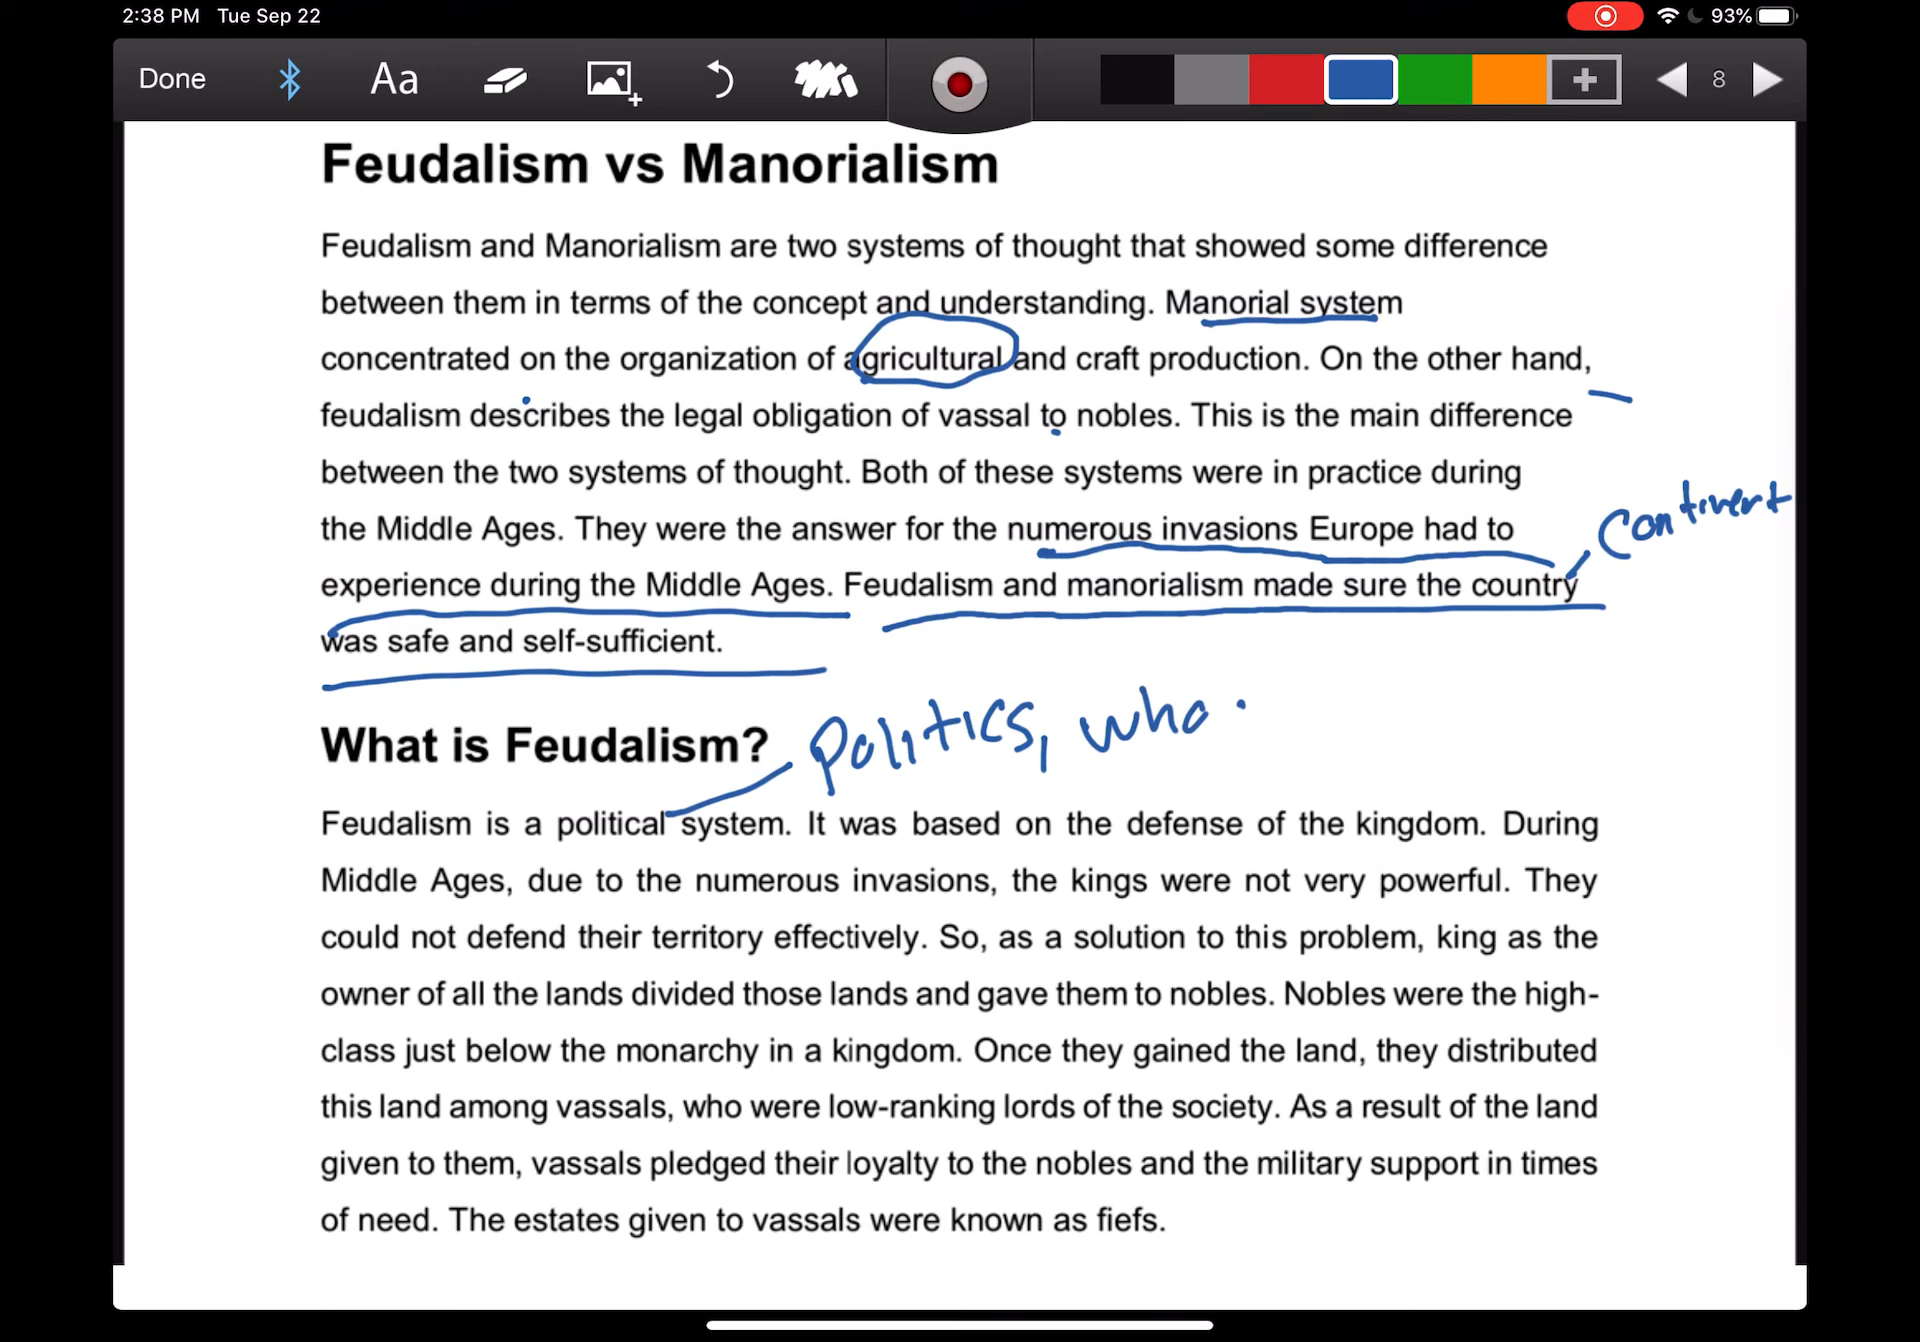 2:38 PM Tue Sep 22
93%
Done Aa 8
Feudalism vs Manorialism
Feudalism and Manorialism are two systems of thought that showed some difference
between them in terms of the concept and understanding. Manorial system
concentrated on the organization of agricultural and craft production. On the other hand,
feudalism describes the legal obligation of vassal to nobles. This is the main difference
between the two systems of thought. Both of these systems were in practice during
the Middle Ages. They were the answer for the numerous invasions Europe had to
continent
experience during the Middle Ages. Feudalism and manorialism made sure the country
was safe and self-sufficient.
What is Feudalism?
Politics, who
Feudalism is a political system. It was based on the defense of the kingdom. During
Middle Ages, due to the numerous invasions, the kings were not very powerful. They
could not defend their territory effectively. So, as a solution to this problem, king as the
owner of all the lands divided those lands and gave them to nobles. Nobles were the high-
class just below the monarchy in a kingdom. Once they gained the land, they distributed
this land among vassals, who were low-ranking lords of the society. As a result of the land
given to them, vassals pledged their loyalty to the nobles and the military support in times
of need. The estates given to vassals were known as fiefs.